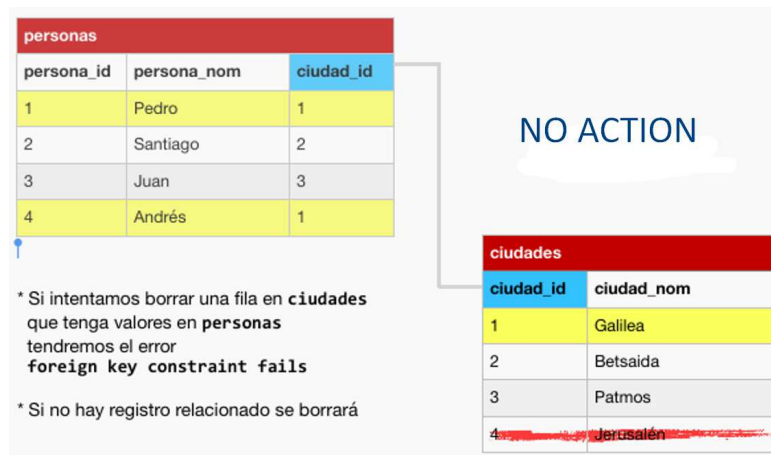 personas
persona_id persona_nom ciudad_id
1 Pedro 1
2 Santiago 2
3 Juan 3
4 Andrés 1
NO ACTION
* Si intentamos borrar una fila en ciudades
que tenga valores en personas
tendremos el error
foreign key constraint fails
* Si no hay registro relacionado se borrará
ciudades
ciudad_id ciudad_nom
1 Galilea
2 Betsaida
3 Patmos
4 Jerusalén